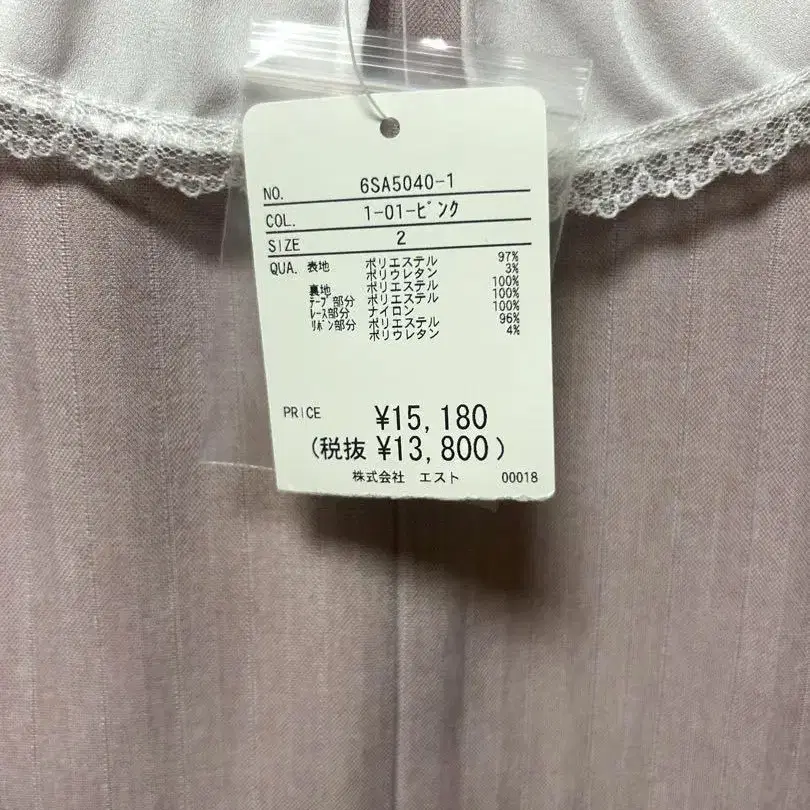 NO. 6SA5040-1
COL. 1-01-ﾋﾟﾝｸ
SIZE 2
QUA. 表地 ポリエステル 97%
ポリウレタン 3%
裏地 ポリエステル 100%
ﾃｰﾌﾟ部分 ポリエステル 100%
ﾚｰｽ部分 ナイロン 100%
ﾘﾎﾞﾝ部分 ポリエステル 96%
ポリウレタン 4%
PRICE ¥15,180
(税抜 ¥13,800)
株式会社 エスト 00018